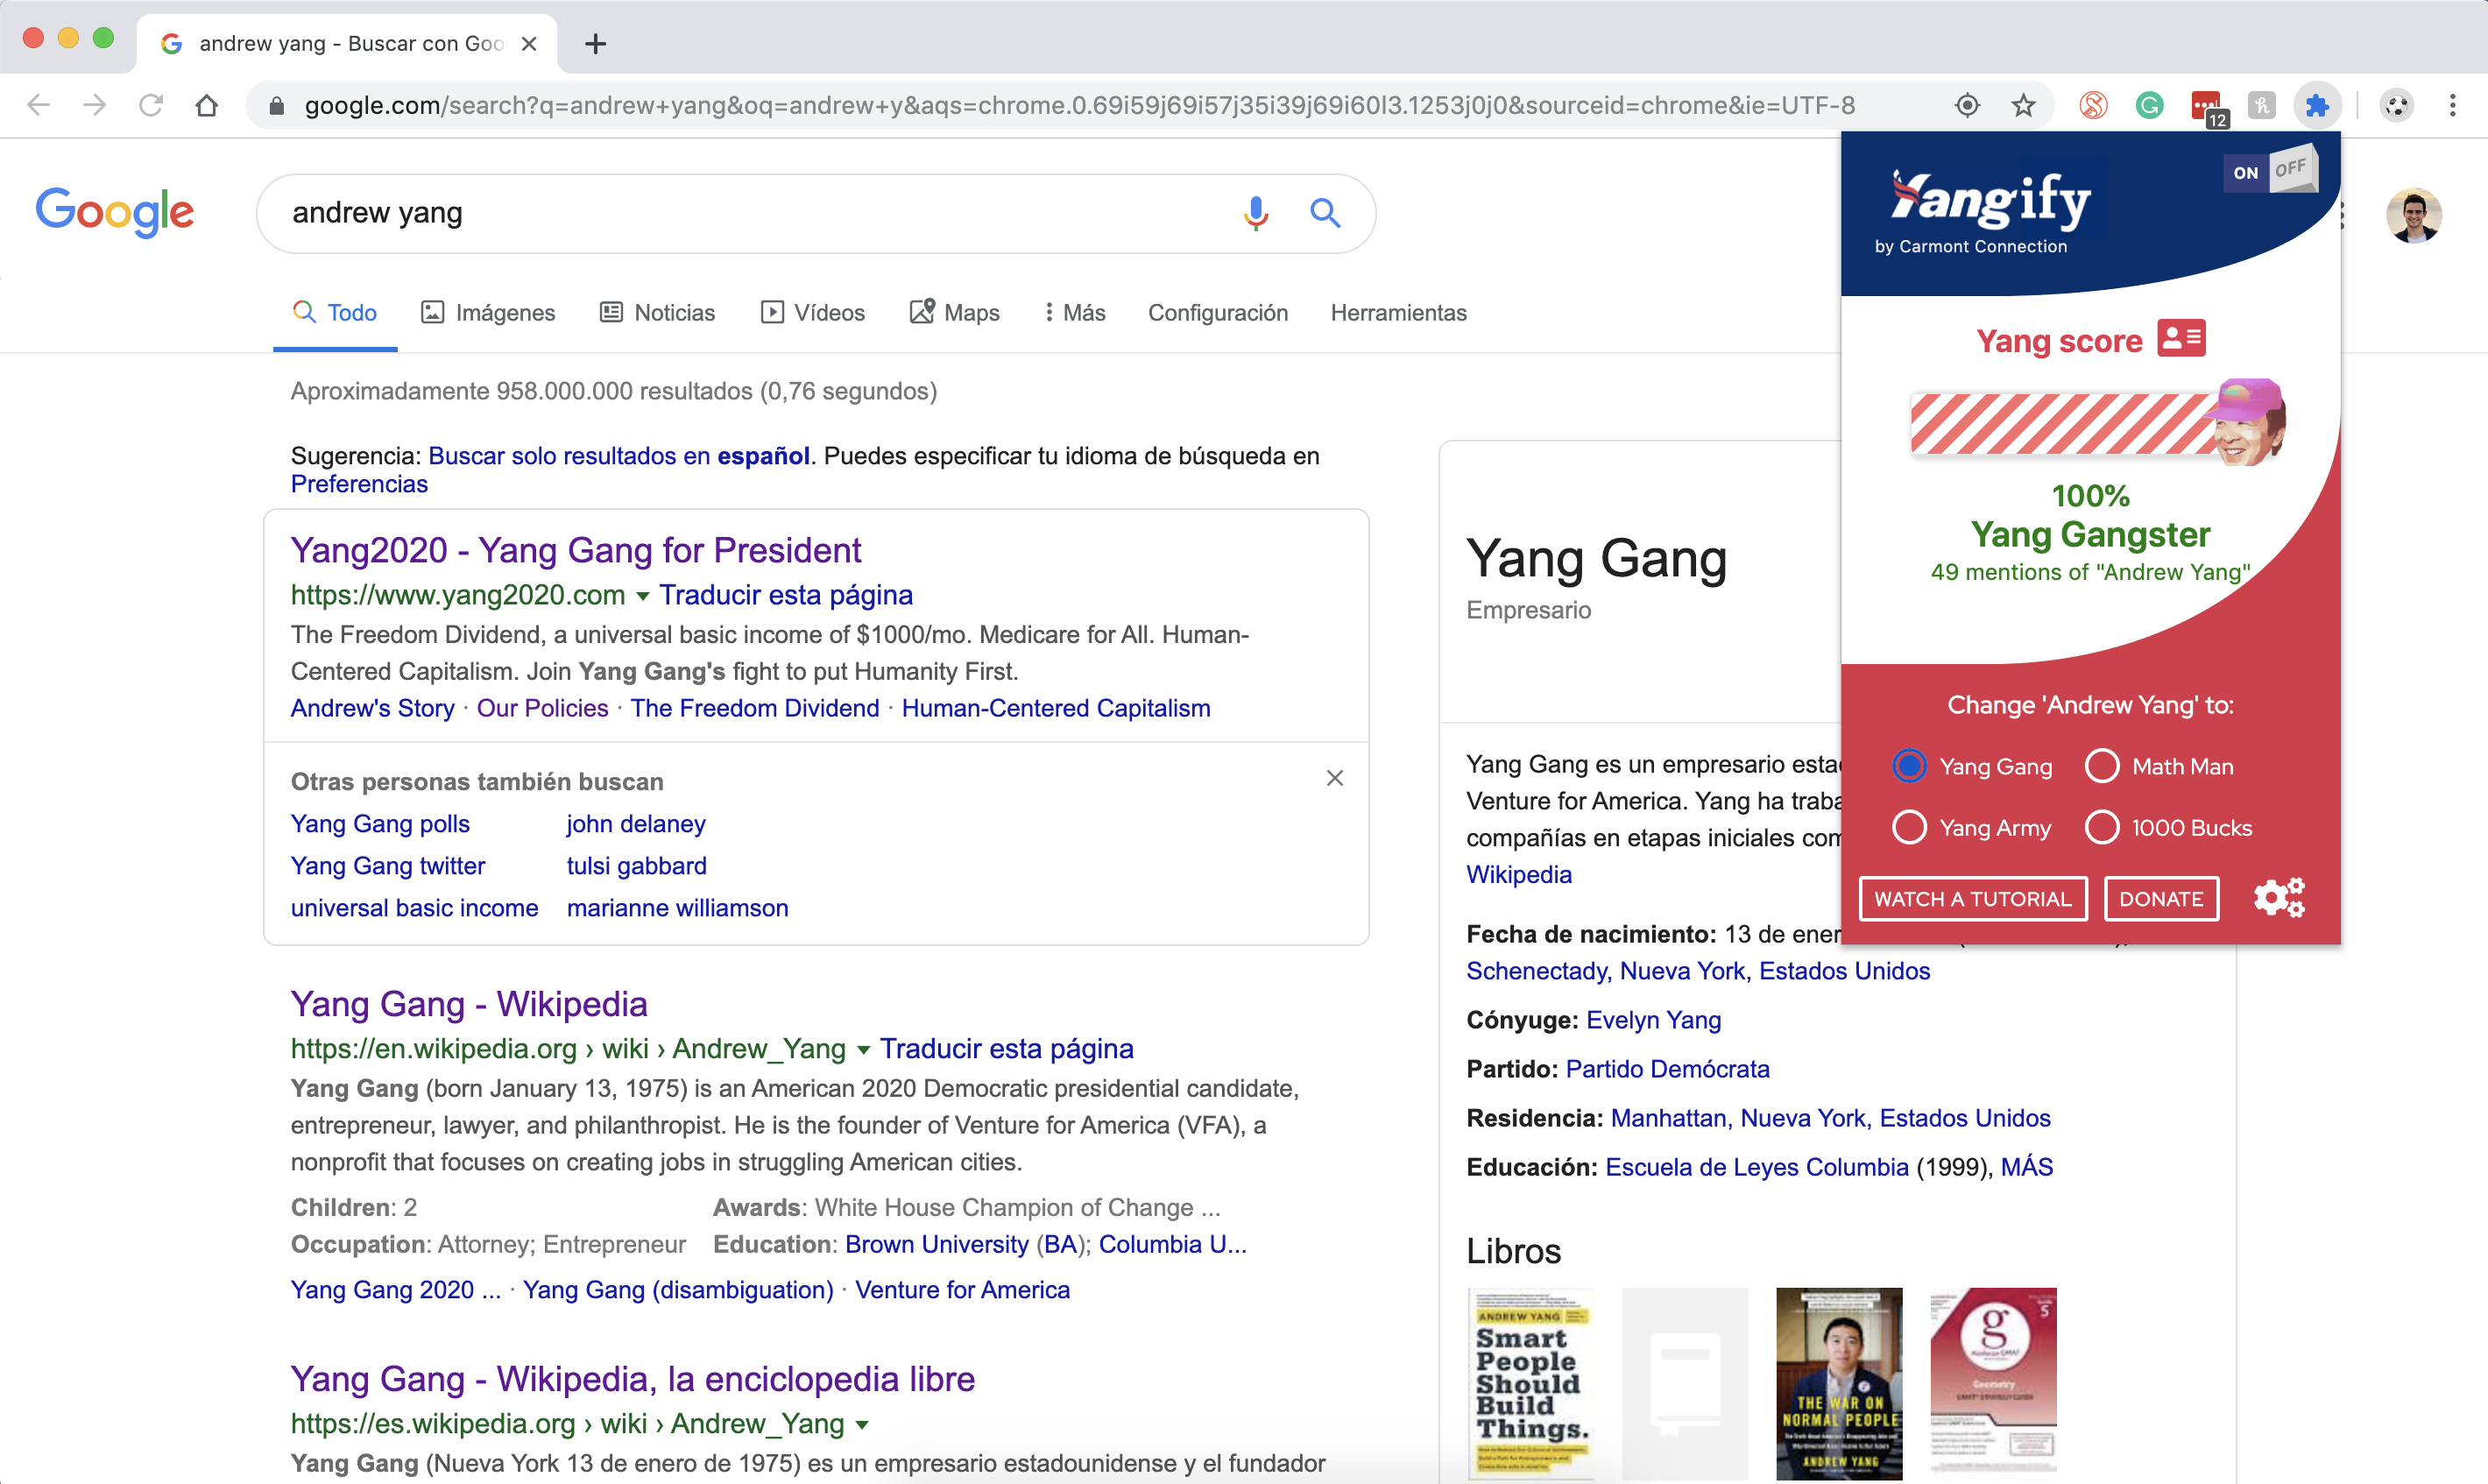 andrew yang - Buscar con Goo
google.com/search?q=andrew+yang&oq=andrew+y&aqs=chrome.0.69i59j69i57j35i39j69i60l3.1253j0j0&sourceid=chrome&ie=UTF-8
12
Google
andrew yang
Todo
Imágenes
Noticias
Vídeos
Maps
Más
Configuración
Herramientas
Aproximadamente 958.000.000 resultados (0,76 segundos)
Sugerencia: Buscar solo resultados en español. Puedes especificar tu idioma de búsqueda en
Preferencias
Yang2020 - Yang Gang for President
https://www.yang2020.com Traducir esta página
The Freedom Dividend, a universal basic income of $1000/mo. Medicare for All. Human-
Centered Capitalism. Join Yang Gang's fight to put Humanity First.
Andrew's Story · Our Policies · The Freedom Dividend · Human-Centered Capitalism
Otras personas también buscan
Yang Gang polls
john delaney
Yang Gang twitter
tulsi gabbard
universal basic income
marianne williamson
Yang Gang - Wikipedia
https://en.wikipedia.org › wiki › Andrew_Yang Traducir esta página
Yang Gang (born January 13, 1975) is an American 2020 Democratic presidential candidate,
entrepreneur, lawyer, and philanthropist. He is the founder of Venture for America (VFA), a
nonprofit that focuses on creating jobs in struggling American cities.
Children: 2
Awards: White House Champion of Change ...
Occupation: Attorney; Entrepreneur
Education: Brown University (BA); Columbia U...
Yang Gang 2020 ... · Yang Gang (disambiguation) · Venture for America
Yang Gang - Wikipedia, la enciclopedia libre
https://es.wikipedia.org › wiki › Andrew_Yang
Yang Gang (Nueva York 13 de enero de 1975) es un empresario estadounidense y el fundador
Yang Gang
Empresario
Yang Gang es un empresario esta
Venture for America. Yang ha traba
compañías en etapas iniciales com
Wikipedia
Fecha de nacimiento: 13 de ener
Schenectady, Nueva York, Estados Unidos
Cónyuge: Evelyn Yang
Partido: Partido Demócrata
Residencia: Manhattan, Nueva York, Estados Unidos
Educación: Escuela de Leyes Columbia (1999), MÁS
Libros
ANDREW YANG
Smart
People
Should
Build
Things.
THE WAR ON
NORMAL PEOPLE
ANDREW YANG
g
Geometry
5
Yangify
by Carmont Connection
ON
OFF
Yang score
100%
Yang Gangster
49 mentions of "Andrew Yang"
Change 'Andrew Yang' to:
Yang Gang
Math Man
Yang Army
1000 Bucks
WATCH A TUTORIAL
DONATE